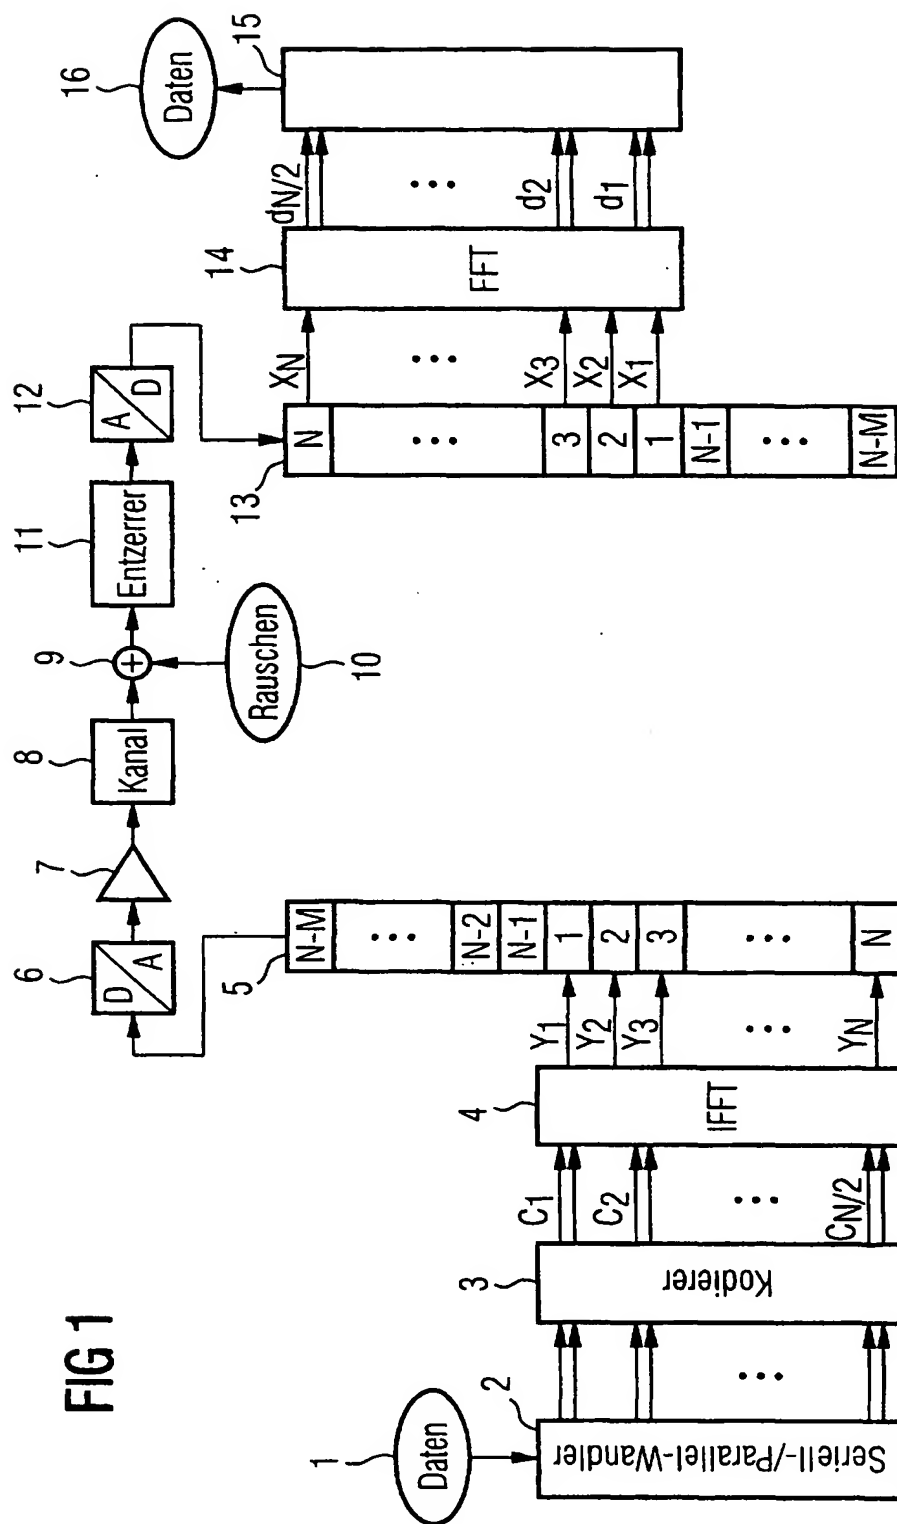 FIG 1
1
Daten
2
Seriell-/Parallel-Wandler
3
Kodierer
C1
C2
CN/2
4
IFFT
Y1
Y2
Y3
YN
5
N-M
N-2
N-1
1
2
3
N
6
D
A
7
8
Kanal
9
+
10
Rauschen
11
Entzerrer
12
A
D
13
N
3
2
1
N-1
N-M
XN
X3
X2
X1
14
FFT
dN/2
d2
d1
15
16
Daten